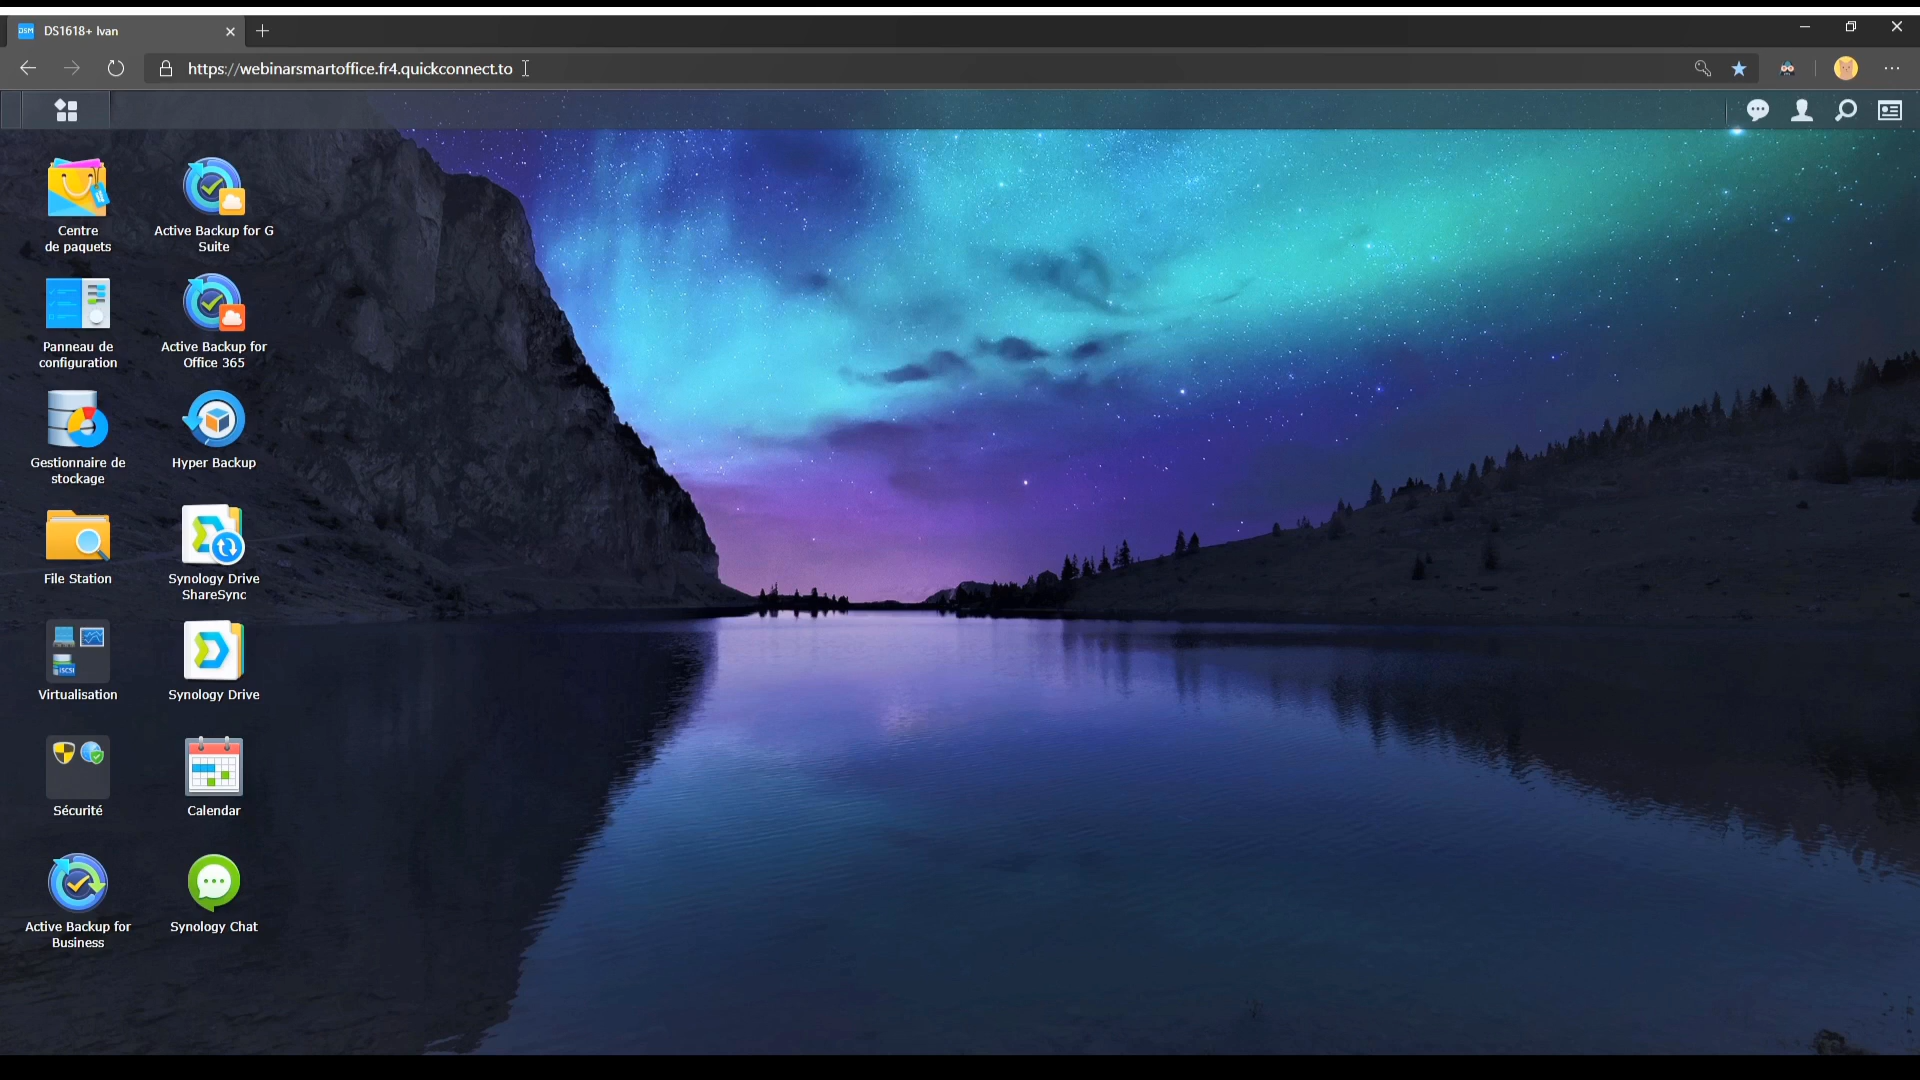 DSM DS1618+ Ivan
https://webinarsmartoffice.fr4.quickconnect.to
Centre
de paquets
Active Backup for G
Suite
Panneau de
configuration
Active Backup for
Office 365
Gestionnaire de
stockage
Hyper Backup
File Station
Synology Drive
ShareSync
iSCSI
Virtualisation
Synology Drive
Sécurité
Calendar
Active Backup for
Business
Synology Chat